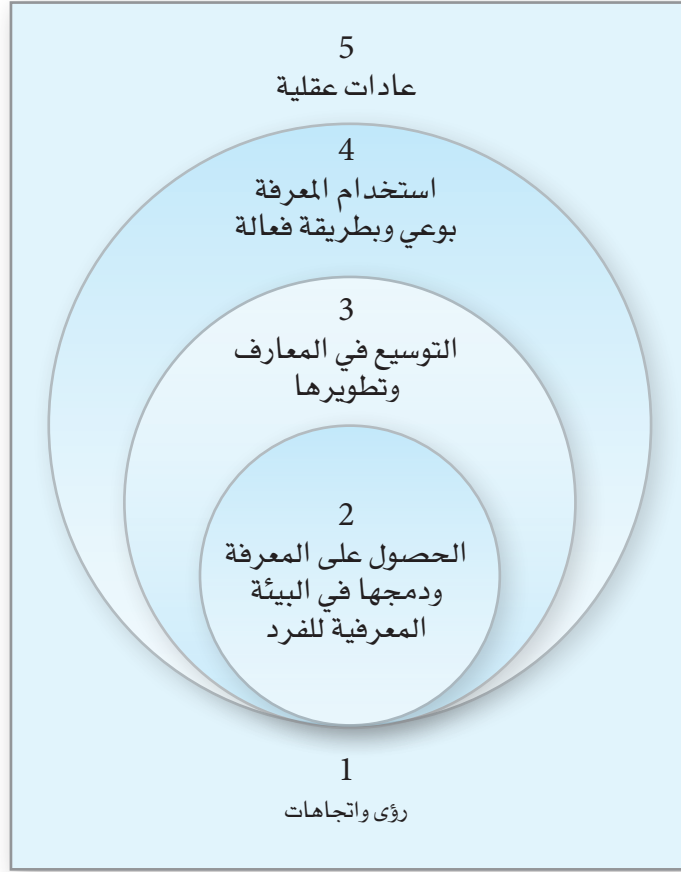 5
عادات عقلية
4
استخدام المعرفة
بوعي وبطريقة فعالة
3
التوسيع في المعارف
وتطويرها
2
الحصول على المعرفة
ودمجها في البيئة
المعرفية للفرد
1
رؤى واتجاهات